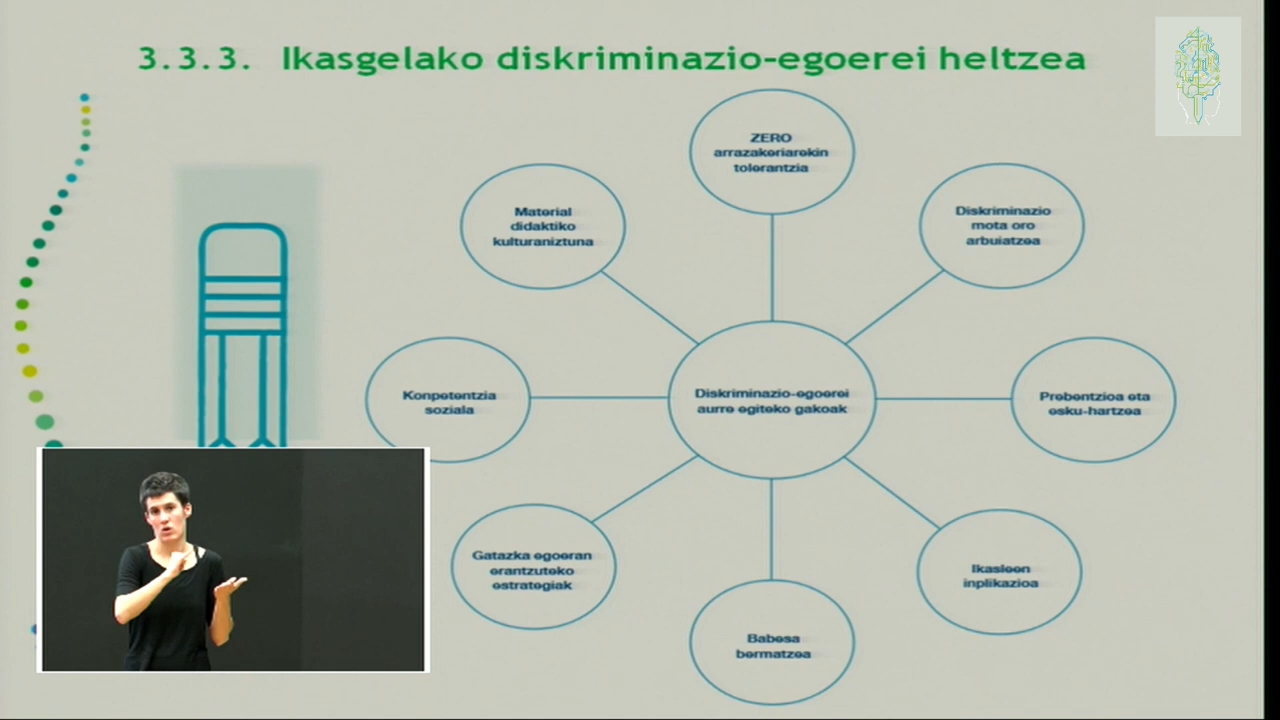 3.3.3. Ikasgelako diskriminazio-egoerei heltzea
ZERO
arrazakeriarekin
tolerantzia
Material
didaktiko
kulturaniztuna
Diskriminazio
mota oro
arbuiatzea
Konpetentzia
soziala
Diskriminazio-egoerei
aurre egiteko gakoak
Prebentzioa eta
esku-hartzea
Gatazka egoeran
erantzuteko
estrategiak
Ikasleen
inplikazioa
Babesa
bermatzea